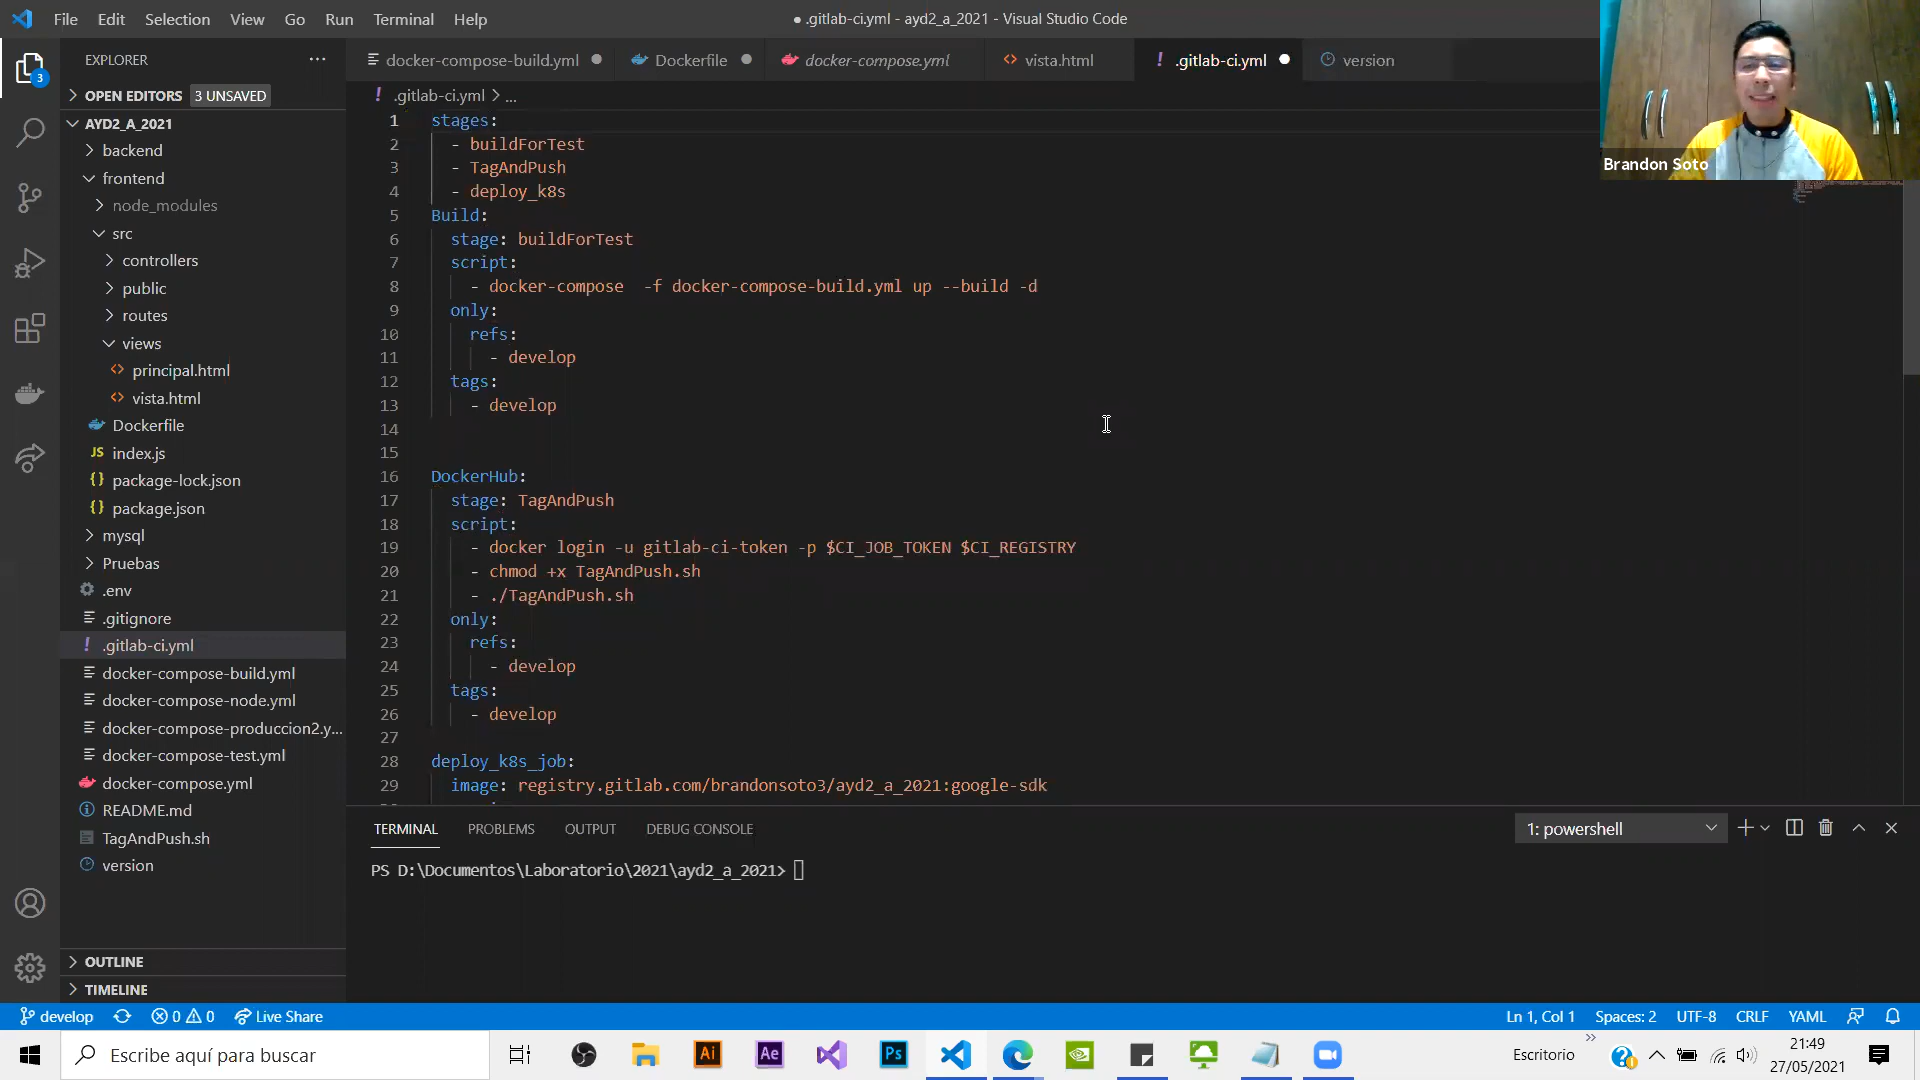 File Edit Selection View Go Run Terminal Help
● .gitlab-ci.yml - ayd2_a_2021 - Visual Studio Code
EXPLORER
docker-compose-build.yml
Dockerfile
docker-compose.yml
vista.html
.gitlab-ci.yml
version
OPEN EDITORS 3 UNSAVED
3
AYD2_A_2021
backend
frontend
node_modules
src
controllers
public
routes
views
principal.html
vista.html
Dockerfile
JS index.js
{} package-lock.json
{} package.json
mysql
Pruebas
.env
.gitignore
! .gitlab-ci.yml
docker-compose-build.yml
docker-compose-node.yml
docker-compose-produccion2.y...
docker-compose-test.yml
docker-compose.yml
README.md
TagAndPush.sh
version
OUTLINE
TIMELINE
! .gitlab-ci.yml > ...
1 stages:
2 - buildForTest
3 - TagAndPush
4 - deploy_k8s
5 Build:
6 stage: buildForTest
7 script:
8 - docker-compose  -f docker-compose-build.yml up --build -d
9 only:
10 refs:
11 - develop
12 tags:
13 - develop
14
15
16 DockerHub:
17 stage: TagAndPush
18 script:
19 - docker login -u gitlab-ci-token -p $CI_JOB_TOKEN $CI_REGISTRY
20 - chmod +x TagAndPush.sh
21 - ./TagAndPush.sh
22 only:
23 refs:
24 - develop
25 tags:
26 - develop
27
28 deploy_k8s_job:
29 image: registry.gitlab.com/brandonsoto3/ayd2_a_2021:google-sdk
Brandon Soto
TERMINAL PROBLEMS OUTPUT DEBUG CONSOLE
1: powershell
PS D:\Documentos\Laboratorio\2021\ayd2_a_2021>
develop 0 0 Live Share
Ln 1, Col 1 Spaces: 2 UTF-8 CRLF YAML
Escribe aquí para buscar
Ai Ae Ps
Escritorio
21:49
27/05/2021